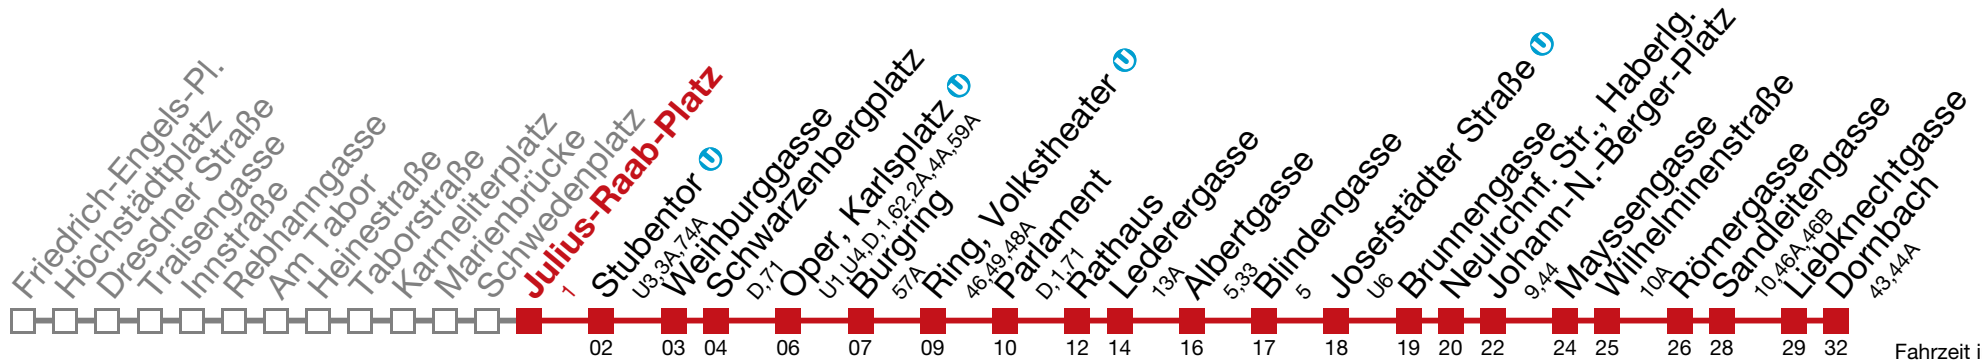 Friedrich-Engels-Pl.
Höchstädtplatz
Dresdner Straße
Traisengasse
Innstraße
Rebhanngasse
Am Tabor
Heinestraße
Taborstraße
Karmeliterplatz
Marienbrücke
Schwedenplatz
Julius-Raab-Platz
1
Stubentor U
U3,3A,74A
Weihburggasse
Schwarzenbergplatz
D,71
Oper, Karlsplatz U
U1,U4,D,1,62,2A,4A,59A
Burgring
57A
Ring, Volkstheater U
46,49,48A
Parlament
D,1,71
Rathaus
Lederergasse
13A
Albertgasse
5,33
Blindengasse
5
Josefstädter Straße U
U6
Brunnengasse
Neulrchnf. Str., Haberlg.
Johann-N.-Berger-Platz
9,44
Mayssengasse
Wilhelminenstraße
10A
Römergasse
Sandleitengasse
10,46A,46B
Liebknechtgasse
Dornbach
43,44A
02 03 04 06 07 09 10 12 14 16 17 18 19 20 22 24 25 26 28 29 32 Fahrzeit i